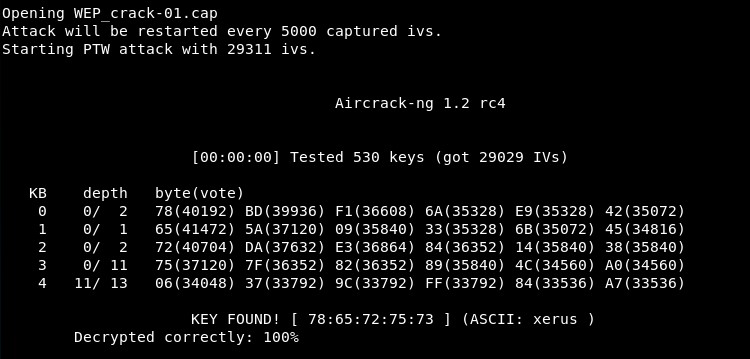 Opening WEP_crack-01.cap
Attack will be restarted every 5000 captured ivs.
Starting PTW attack with 29311 ivs.
Aircrack-ng 1.2 rc4
[00:00:00] Tested 530 keys (got 29029 IVs)
KB    depth   byte(vote)
0    0/  2   78(40192) BD(39936) F1(36608) 6A(35328) E9(35328) 42(35072)
1    0/  1   65(41472) 5A(37120) 09(35840) 33(35328) 6B(35072) 45(34816)
2    0/  2   72(40704) DA(37632) E3(36864) 84(36352) 14(35840) 38(35840)
3    0/ 11   75(37120) 7F(36352) 82(36352) 89(35840) 4C(34560) A0(34560)
4   11/ 13   06(34048) 37(33792) 9C(33792) FF(33792) 84(33536) A7(33536)
KEY FOUND! [ 78:65:72:75:73 ] (ASCII: xerus )
Decrypted correctly: 100%